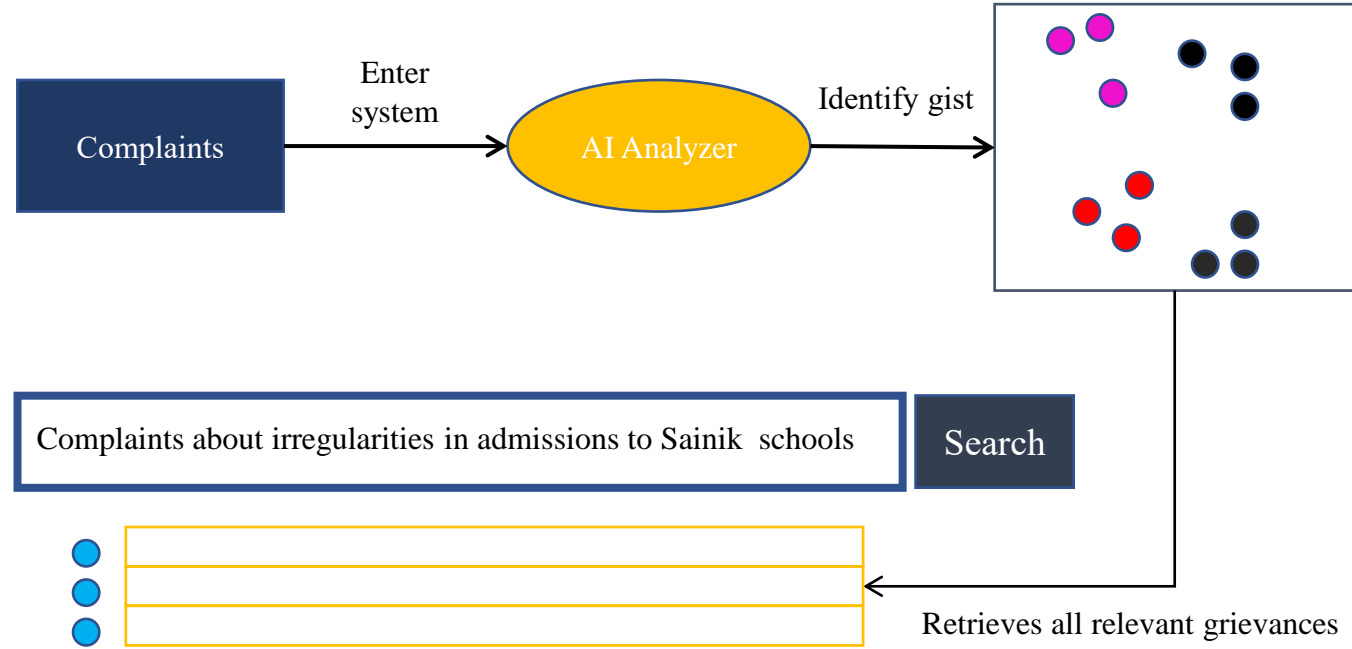 Enter
system
Complaints
AI Analyzer
Identify gist
Complaints about irregularities in admissions to Sainik  schools
Search
Retrieves all relevant grievances